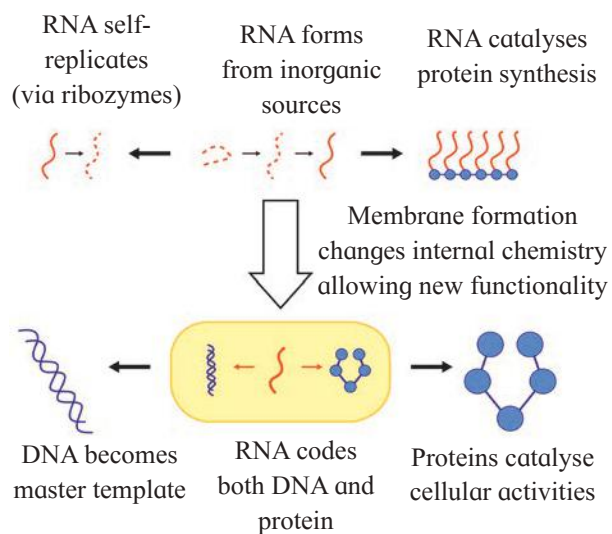 RNA self-
replicates
(via ribozymes)
RNA forms
from inorganic
sources
RNA catalyses
protein synthesis
Membrane formation
changes internal chemistry
allowing new functionality
DNA becomes
master template
RNA codes
both DNA and
protein
Proteins catalyse
cellular activities